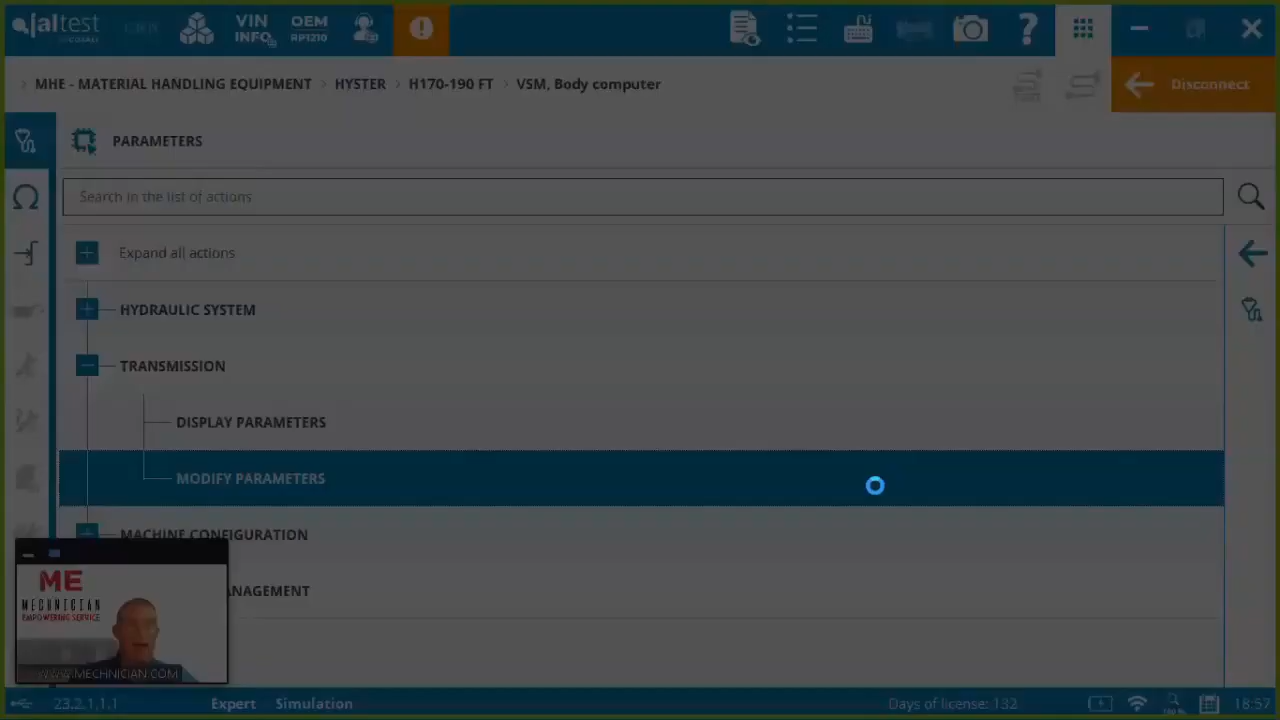 jaltest
VIN
INFO
OEM
RP1210
MHE - MATERIAL HANDLING EQUIPMENT
HYSTER
H170-190 FT
VSM, Body computer
Disconnect
PARAMETERS
Search in the list of actions
Expand all actions
HYDRAULIC SYSTEM
TRANSMISSION
DISPLAY PARAMETERS
MODIFY PARAMETERS
MACHINE CONFIGURATION
ANAGEMENT
ME
MECHNICIAN
EMPOWERING SERVICE
WWW.MECHNICIAN.COM
23.2.1.1.1
Expert
Simulation
Days of license: 132
18:57